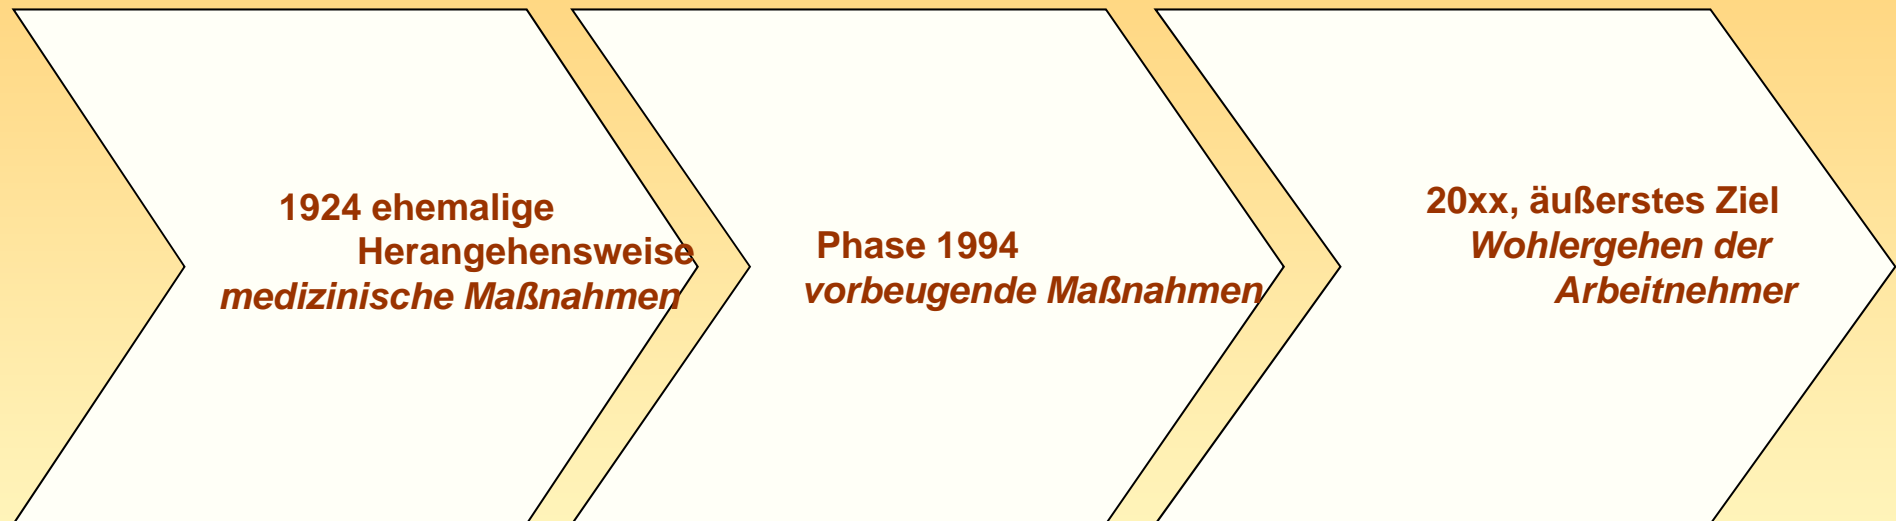 1924 ehemalige
Herangehensweise
medizinische Maßnahmen
Phase 1994
vorbeugende Maßnahmen
20xx, äußerstes Ziel
Wohlergehen der
Arbeitnehmer